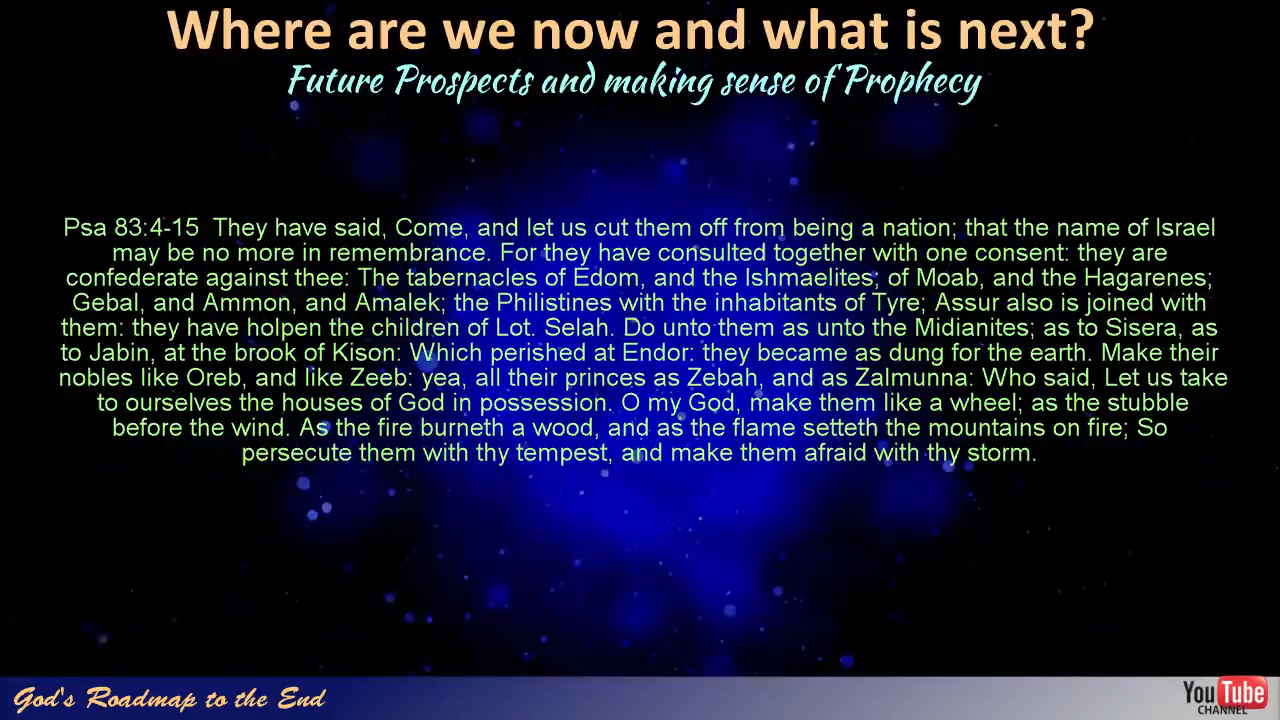 Where are we now and what is next?
Future Prospects and making sense of Prophecy
Psa 83:4-15  They have said, Come, and let us cut them off from being a nation; that the name of Israel
may be no more in remembrance. For they have consulted together with one consent: they are
confederate against thee: The tabernacles of Edom, and the Ishmaelites; of Moab, and the Hagarenes;
Gebal, and Ammon, and Amalek; the Philistines with the inhabitants of Tyre; Assur also is joined with
them: they have holpen the children of Lot. Selah. Do unto them as unto the Midianites; as to Sisera, as
to Jabin, at the brook of Kison: Which perished at Endor: they became as dung for the earth. Make their
nobles like Oreb, and like Zeeb: yea, all their princes as Zebah, and as Zalmunna: Who said, Let us take
to ourselves the houses of God in possession. O my God, make them like a wheel; as the stubble
before the wind. As the fire burneth a wood, and as the flame setteth the mountains on fire; So
persecute them with thy tempest, and make them afraid with thy storm.
God's Roadmap to the End
YouTube
CHANNEL